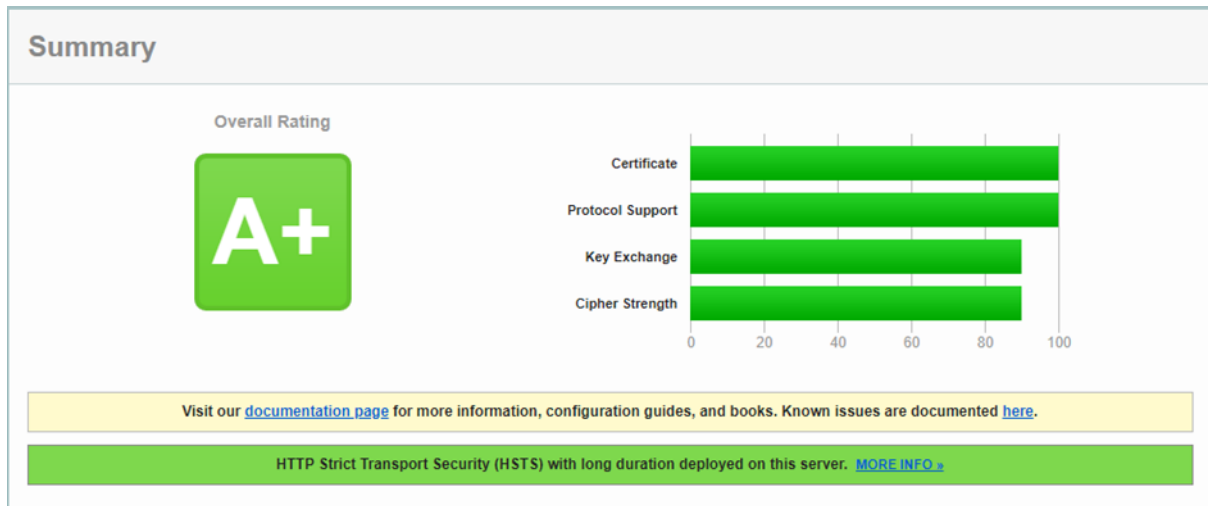 Summary
Overall Rating
A+
Certificate
Protocol Support
Key Exchange
Cipher Strength
0 20 40 60 80 100
Visit our documentation page for more information, configuration guides, and books. Known issues are documented here.
HTTP Strict Transport Security (HSTS) with long duration deployed on this server. MORE INFO »